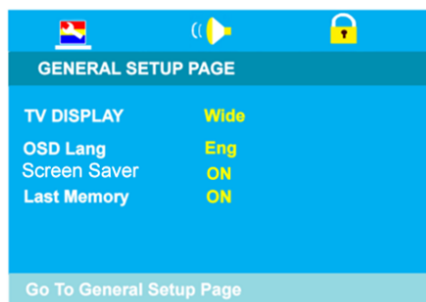 GENERAL SETUP PAGE
TV DISPLAY Wide
OSD Lang Eng
Screen Saver ON
Last Memory ON
Go To General Setup Page